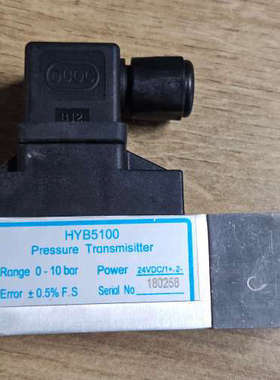 HYB5100
Pressure Transmisitter
Range 0 - 10 bar Power 24VDC/1+.2-
Error ± 0.5% F.S Serial No 180258